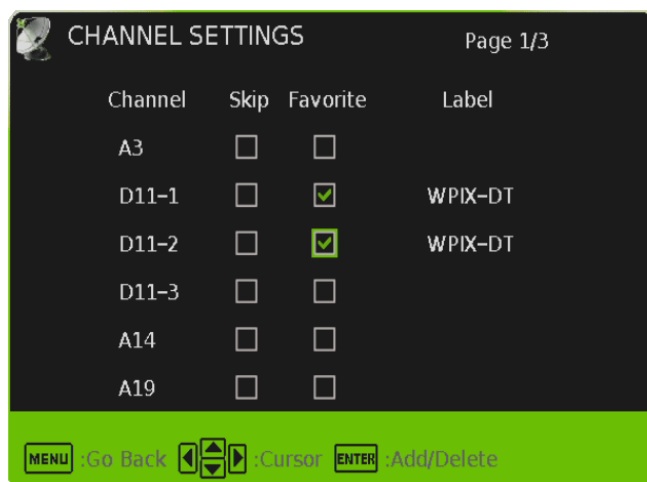 CHANNEL SETTINGS Page 1/3
Channel Skip Favorite Label
A3
D11-1 WPIX-DT
D11-2 WPIX-DT
D11-3
A14
A19
MENU :Go Back :Cursor ENTER :Add/Delete